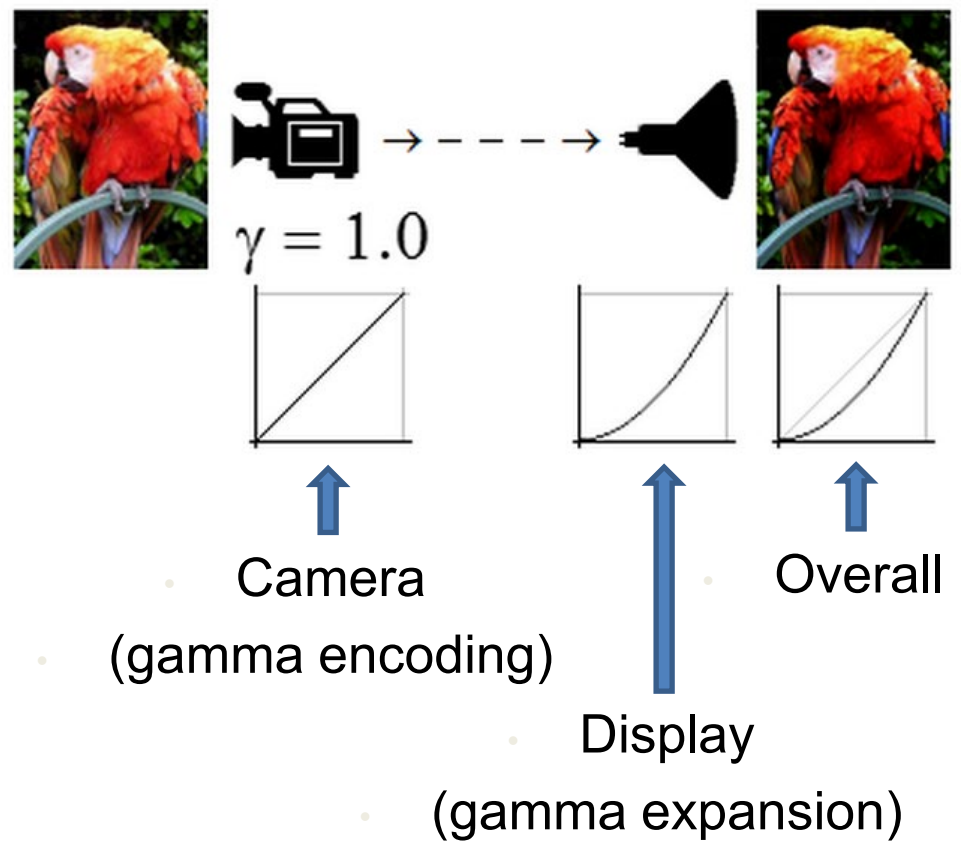 γ = 1.0
Camera
(gamma encoding)
Overall
Display
(gamma expansion)